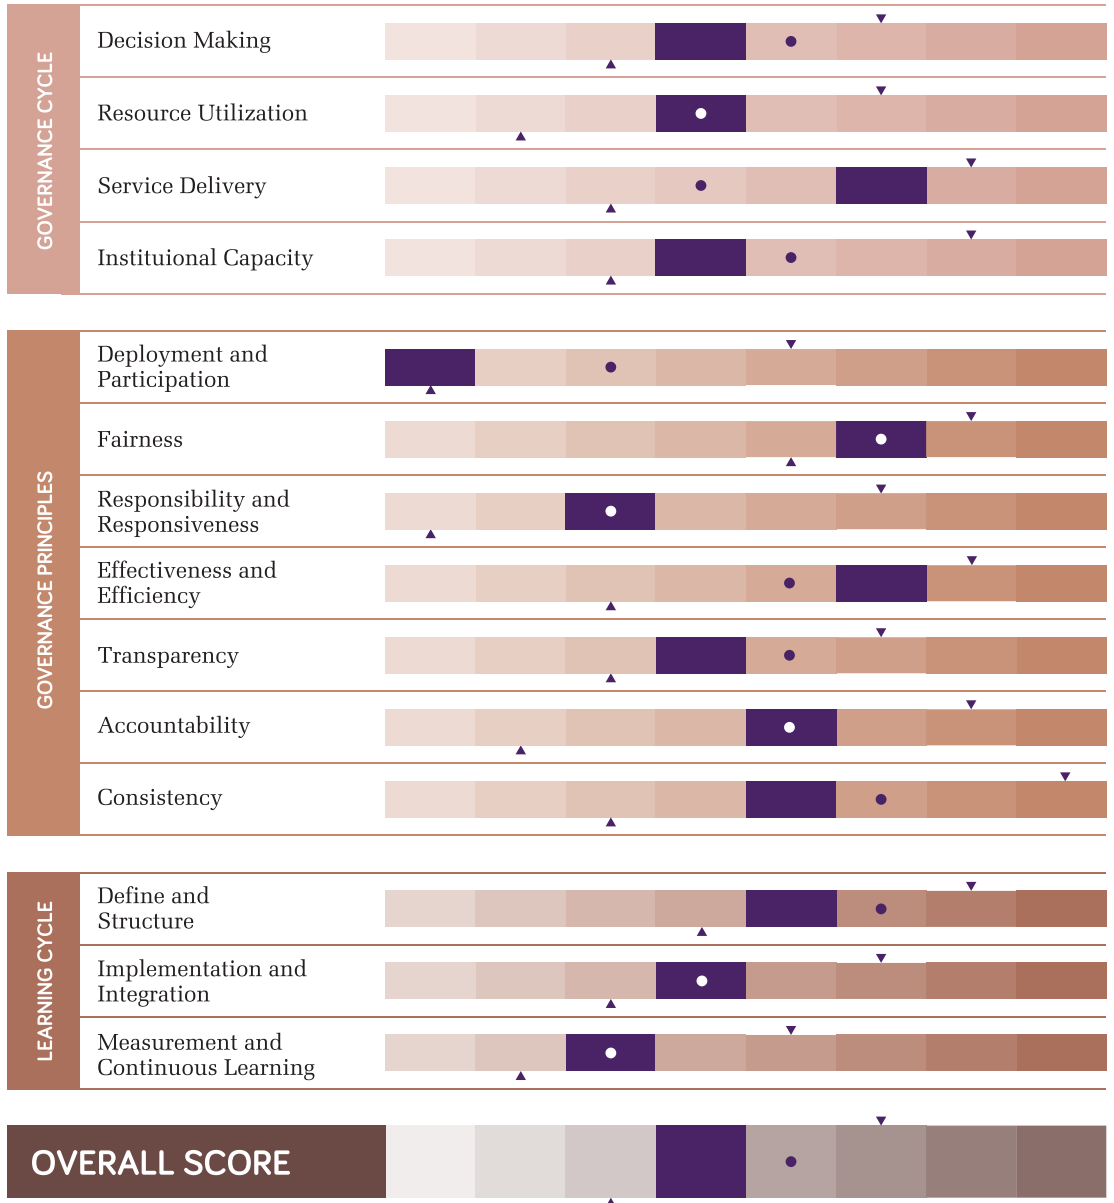 GOVERNANCE CYCLE
Decision Making
Resource Utilization
Service Delivery
Instituional Capacity
GOVERNANCE PRINCIPLES
Deployment and
Participation
Fairness
Responsibility and
Responsiveness
Effectiveness and
Efficiency
Transparency
Accountability
Consistency
LEARNING CYCLE
Define and
Structure
Implementation and
Integration
Measurement and
Continuous Learning
OVERALL SCORE